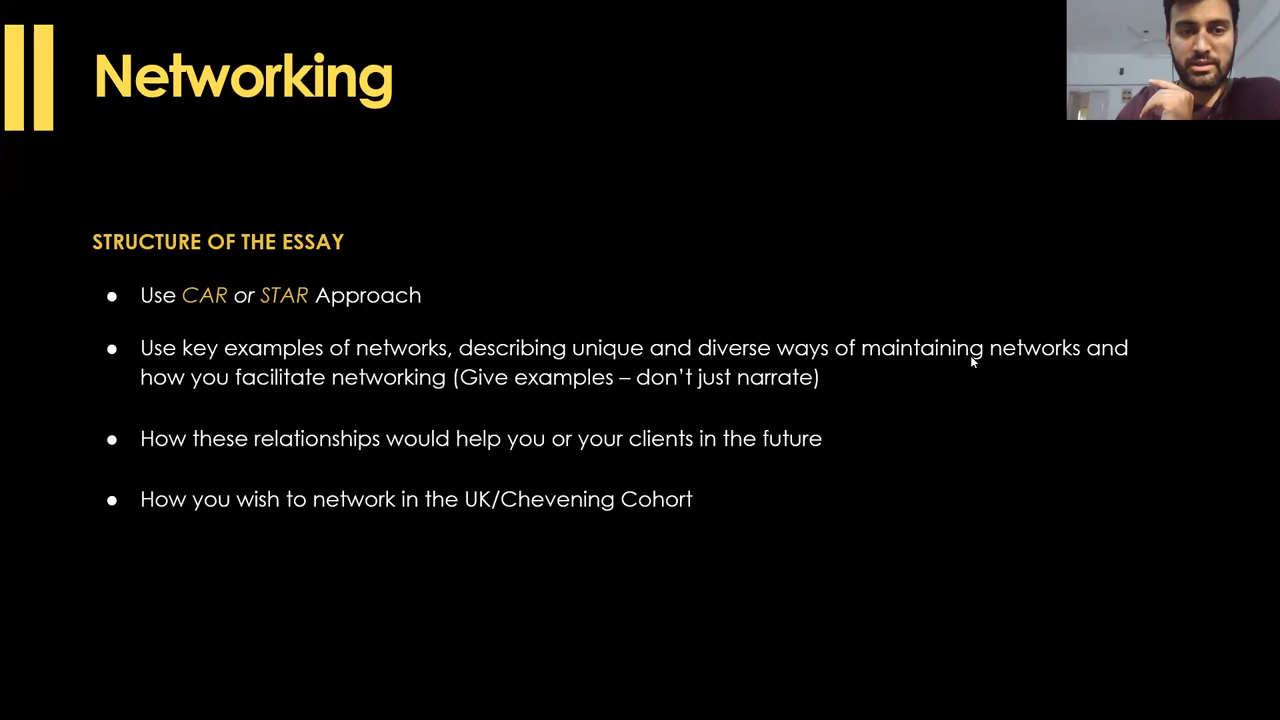 Networking
STRUCTURE OF THE ESSAY
● Use CAR or STAR Approach
● Use key examples of networks, describing unique and diverse ways of maintaining networks and
how you facilitate networking (Give examples – don’t just narrate)
● How these relationships would help you or your clients in the future
● How you wish to network in the UK/Chevening Cohort